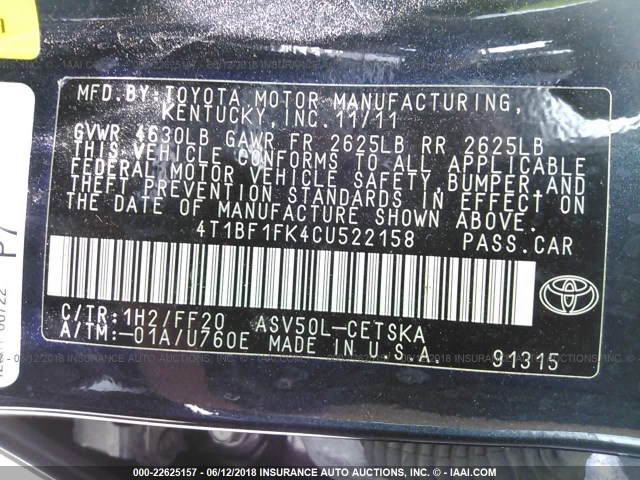 MFD.BY:TOYOTA MOTOR MANUFACTURING,
KENTUCKY,INC. 11/11
GVWR 4630LB GAWR FR 2625LB RR 2625LB
THIS VEHICLE CONFORMS TO ALL APPLICABLE
FEDERAL MOTOR VEHICLE SAFETY,BUMPER,AND
THEFT PREVENTION STANDARDS IN EFFECT ON
THE DATE OF MANUFACTURE SHOWN ABOVE.
4T1BF1FK4CU522158 PASS.CAR
C/TR:1H2/FF20 ASV50L-CETSKA
A/TM:-01A/U760E MADE IN U.S.A
91315
TOYOTA
P7
000-22625157 - 06/12/2018 INSURANCE AUTO AUCTIONS, INC. - © IAAI.COM